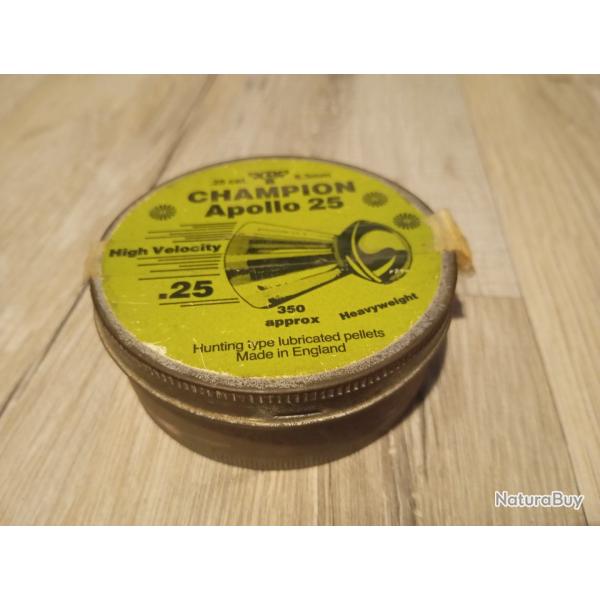 CHAMPION
Apollo 25
High Velocity
.25
350
approx
Heavyweight
Hunting type lubricated pellets
Made in England
NaturaBuy